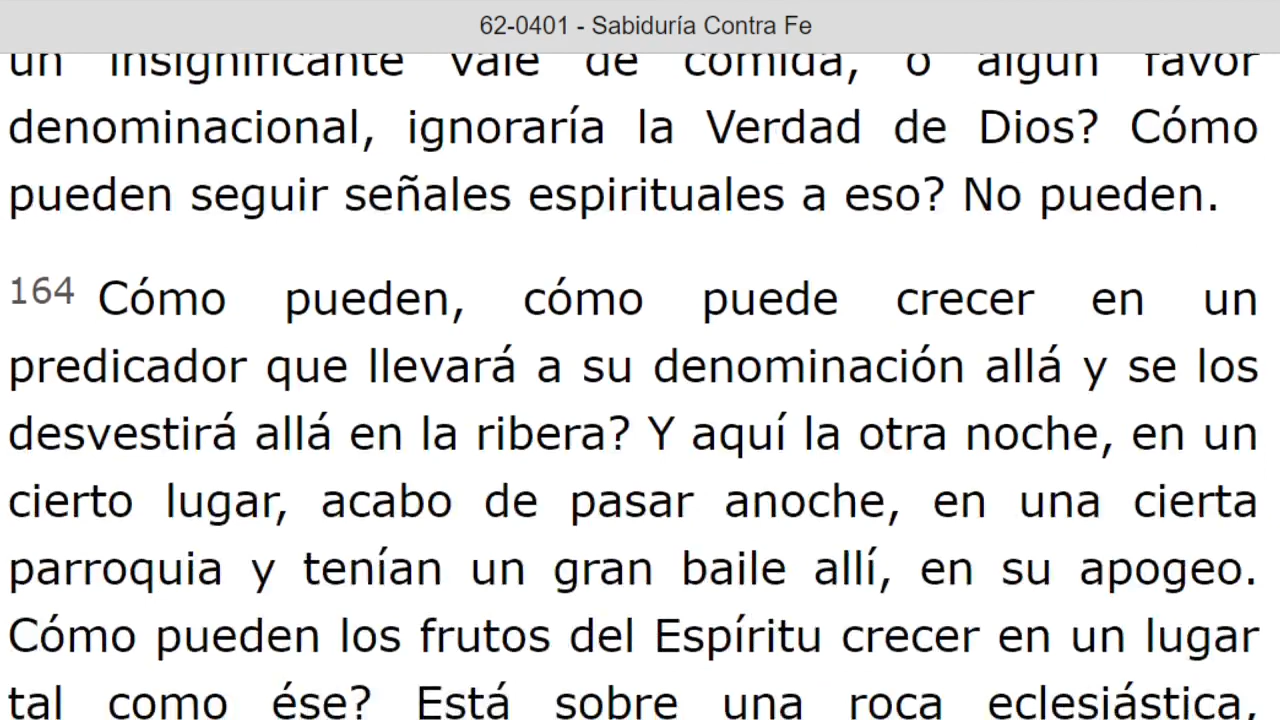 62-0401 - Sabiduría Contra Fe
un insignificante vale de comida, o algún favor
denominacional, ignoraría la Verdad de Dios? Cómo
pueden seguir señales espirituales a eso? No pueden.
164 Cómo pueden, cómo puede crecer en un
predicador que llevará a su denominación allá y se los
desvestirá allá en la ribera? Y aquí la otra noche, en un
cierto lugar, acabo de pasar anoche, en una cierta
parroquia y tenían un gran baile allí, en su apogeo.
Cómo pueden los frutos del Espíritu crecer en un lugar
tal como ése? Está sobre una roca eclesiástica,